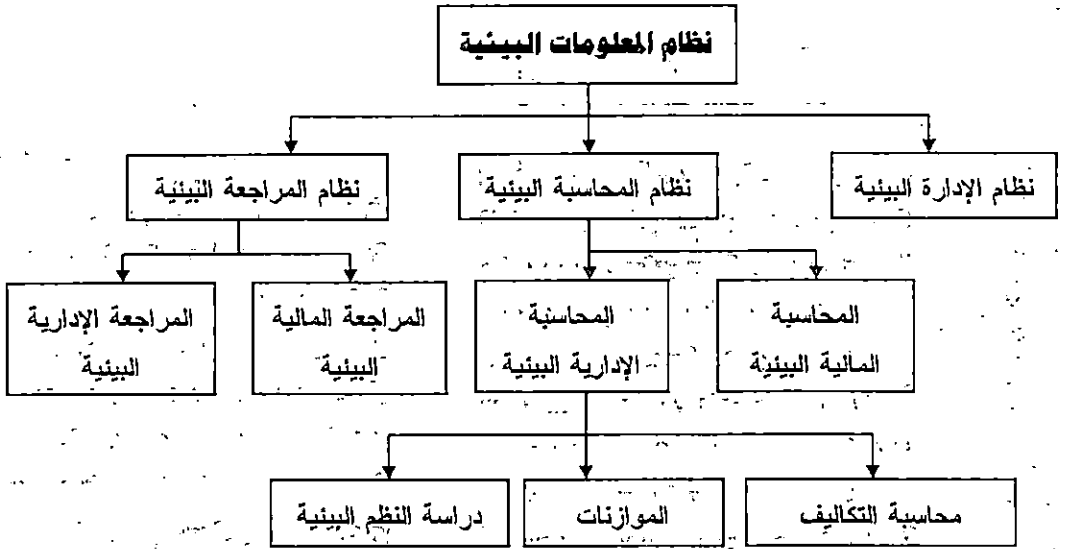 نظام المعلومات البيئية
نظام الإدارة البيئية
نظام المحاسبة البيئية
نظام المراجعة البيئية
المحاسبة
المالية البيئية
المحاسبة
الإدارية البيئية
المراجعة المالية
البيئية
المراجعة الإدارية
البيئية
محاسبة التكاليف
الموازنات
دراسة النظم البيئية